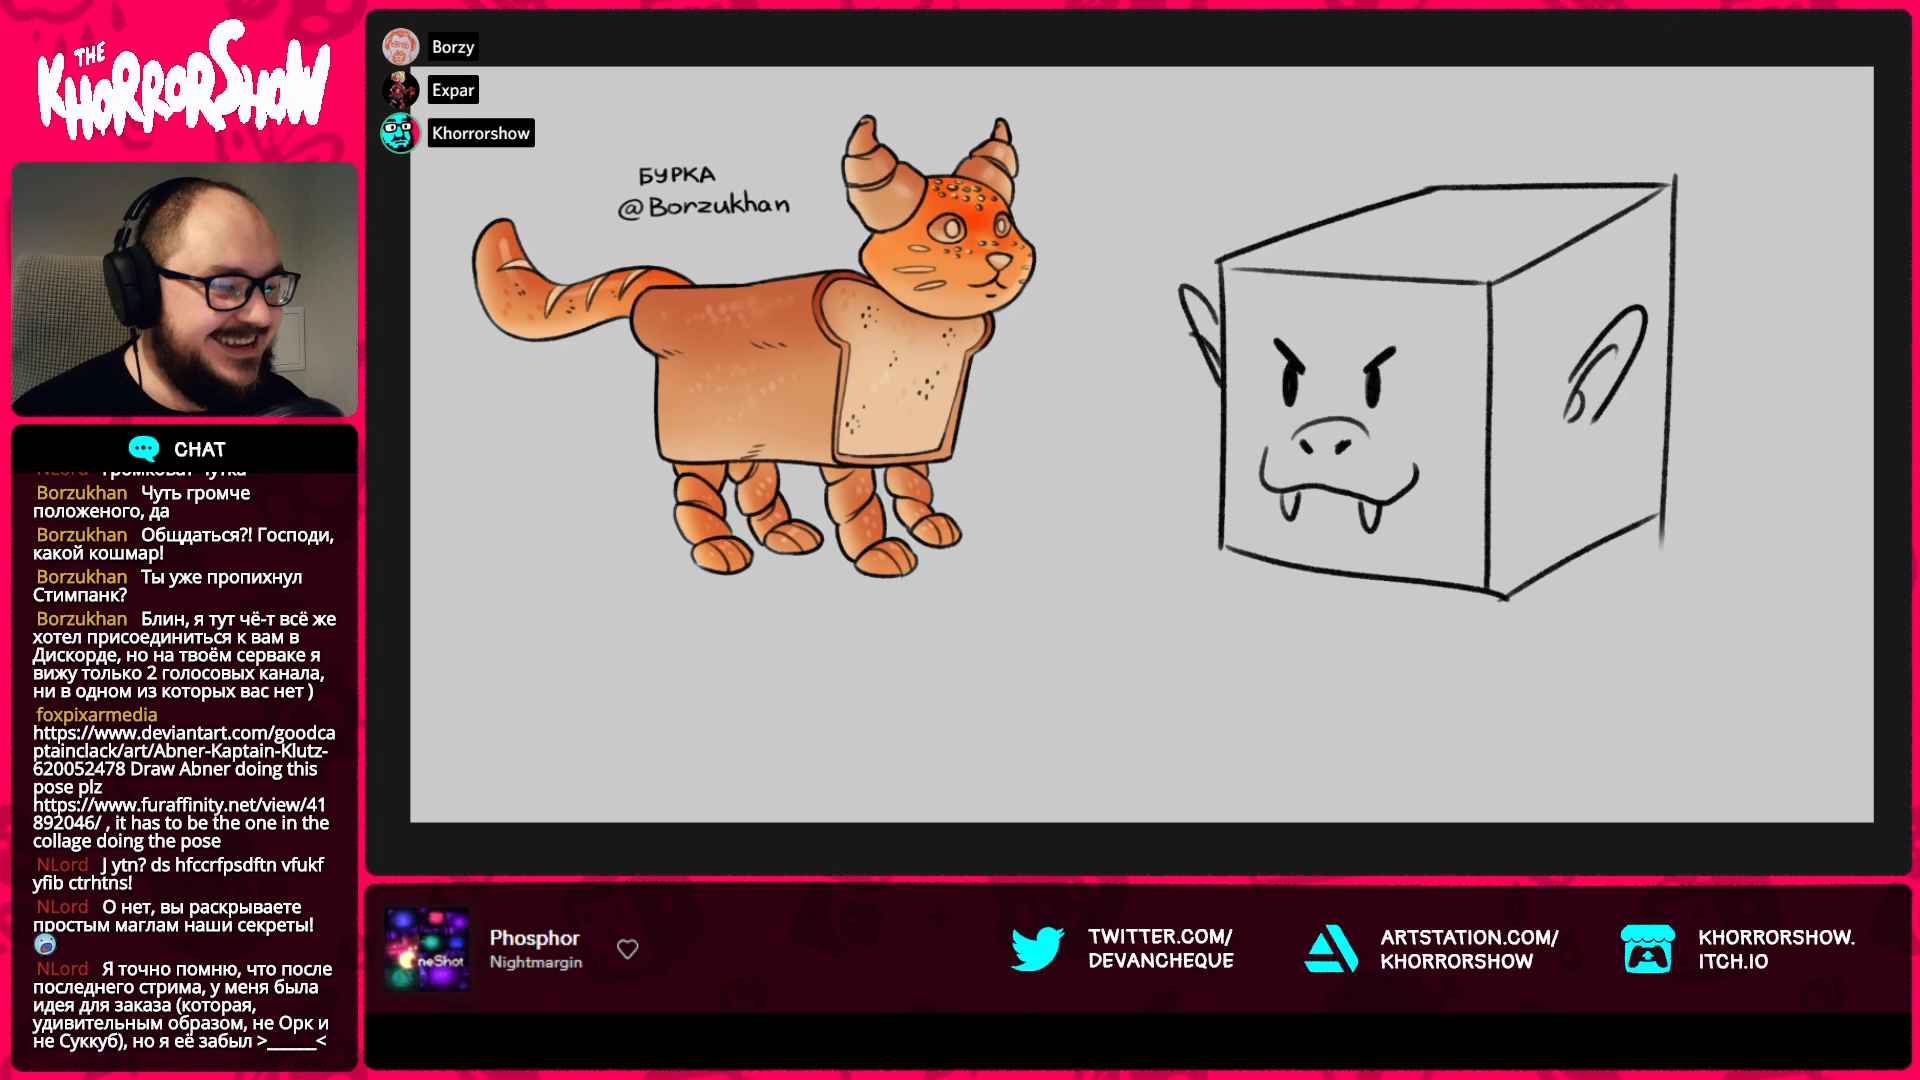 THE
KHORRORSHOW
Borzy
Expar
Khorrorshow
БУРКА
@Borzukhan
CHAT
NLord Громковат чутка
Borzukhan Чуть громче
положеного, да
Borzukhan Общдаться?! Господи,
какой кошмар!
Borzukhan Ты уже пропихнул
Стимпанк?
Borzukhan Блин, я тут чё-т всё же
хотел присоединиться к вам в
Дискорде, но на твоём серваке я
вижу только 2 голосовых канала,
ни в одном из которых вас нет )
foxpixarmedia
https://www.deviantart.com/goodca
ptainclack/art/Abner-Kaptain-Klutz-
620052478 Draw Abner doing this
pose plz
https://www.furaffinity.net/view/41
892046/ , it has to be the one in the
collage doing the pose
NLord J ytn? ds hfccrfpsdftn vfukf
yfib ctrhtns!
NLord О нет, вы раскрываете
простым маглам наши секреты!
NLord Я точно помню, что после
последнего стрима, у меня была
идея для заказа (которая,
удивительным образом, не Орк и
не Суккуб), но я её забыл >_____<
OneShot
Phosphor
Nightmargin
TWITTER.COM/
DEVANCHEQUE
ARTSTATION.COM/
KHORRORSHOW
KHORRORSHOW.
ITCH.IO